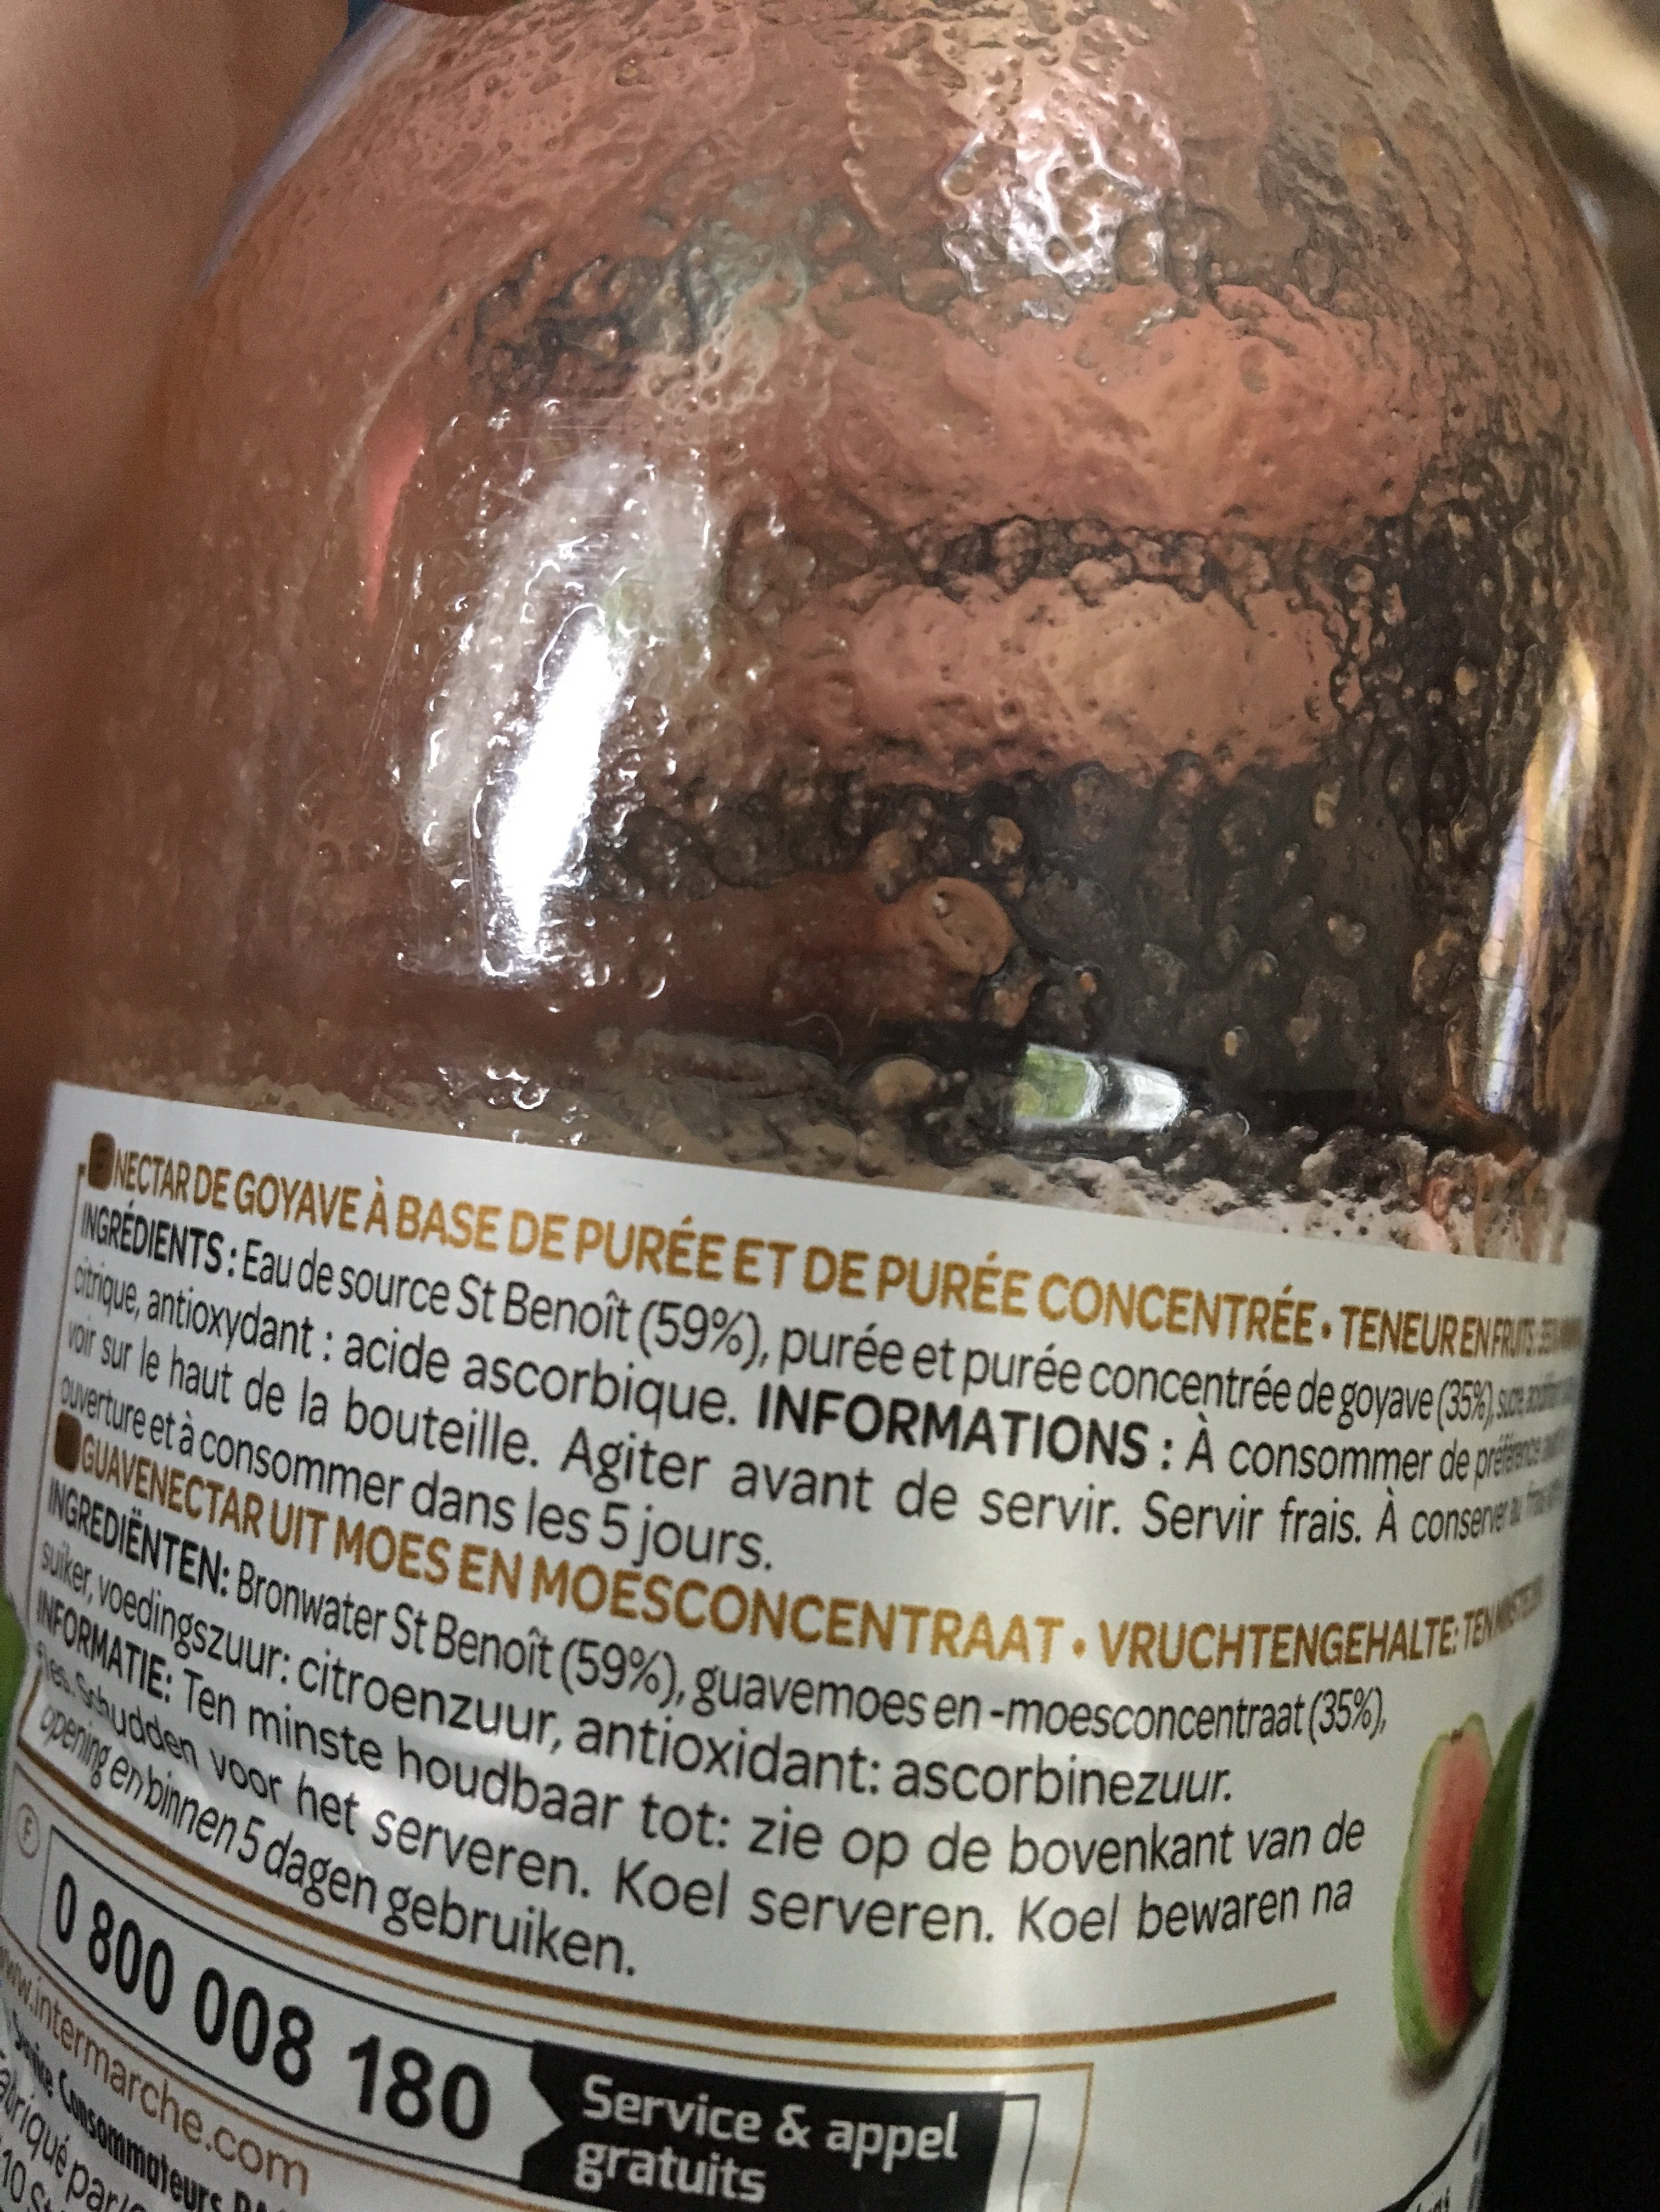 NECTAR DE GOYAVE À BASE DE PURÉE ET DE PURÉE CONCENTRÉE • TENEUR EN FRUITS :
INGRÉDIENTS : Eau de source St Benoît (59%), purée et purée concentrée de goyave (35%), sucre,
citrique, antioxydant : acide ascorbique. INFORMATIONS : À consommer de préférence
voir sur le haut de la bouteille. Agiter avant de servir. Servir frais. À conserver au
ouverture et à consommer dans les 5 jours.
GUAVENECTAR UIT MOES EN MOESCONCENTRAAT • VRUCHTENGEHALTE: TEN
INGREDIËNTEN: Bronwater St Benoît (59%), guavemoes en -moesconcentraat (35%),
suiker, voedingszuur: citroenzuur, antioxidant: ascorbinezuur.
INFORMATIE: Ten minste houdbaar tot: zie op de bovenkant van de
fles. Schudden voor het serveren. Koel serveren. Koel bewaren na
opening en binnen 5 dagen gebruiken.
F
0 800 008 180
Service & appel
gratuits
www.intermarche.com
Consommateurs